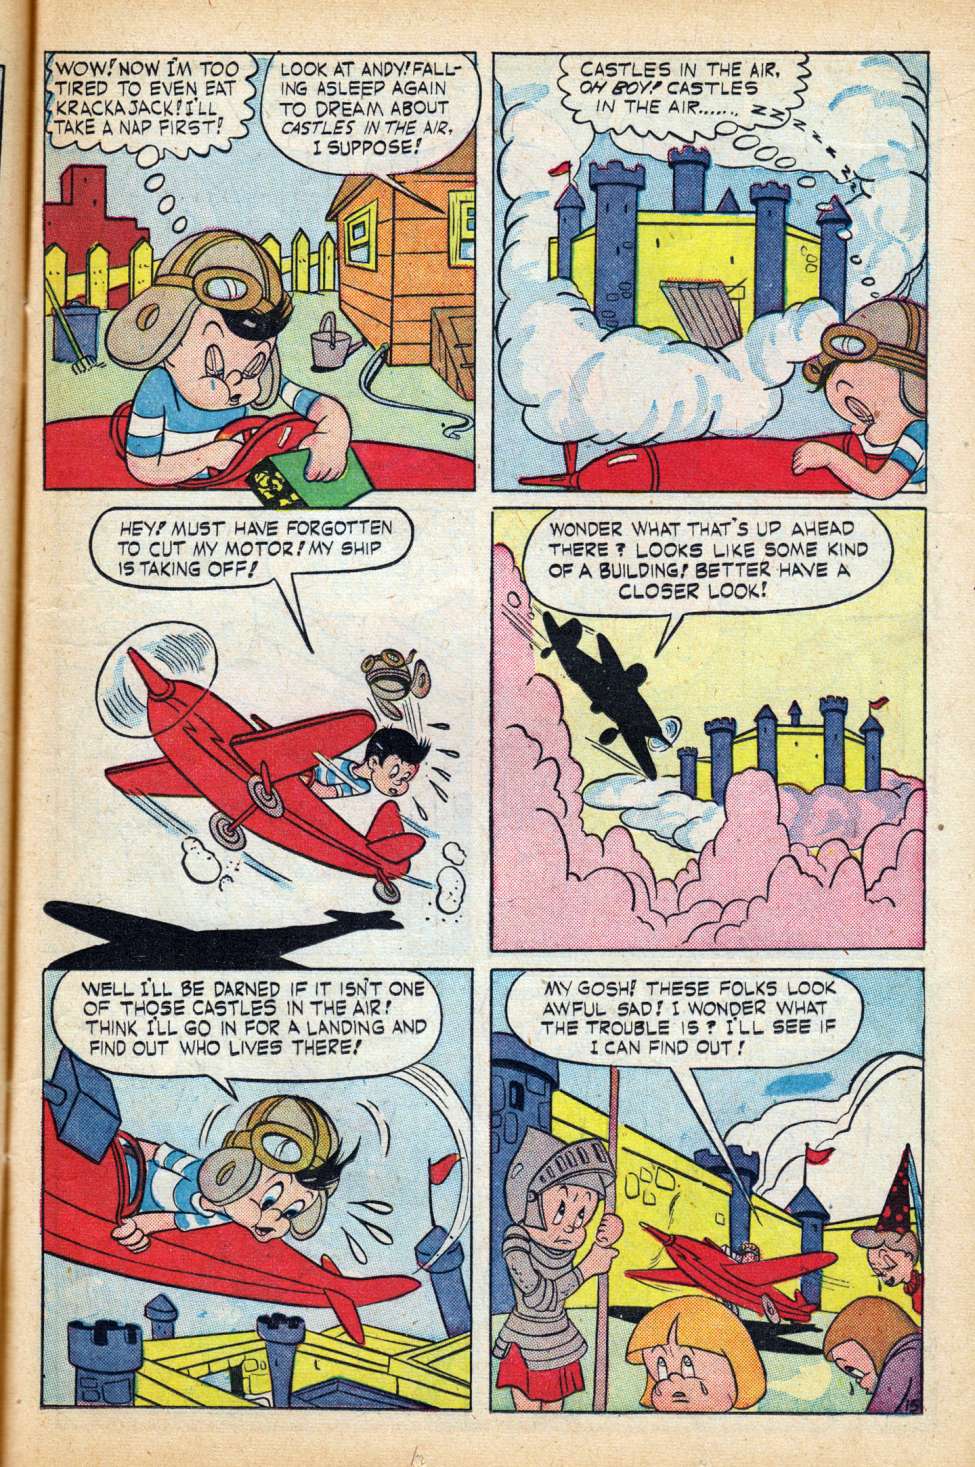 WOW! NOW I'M TOO
TIRED TO EVEN EAT
KRACKAJACK! I'LL
TAKE A NAP FIRST!
LOOK AT ANDY! FALL-
ING ASLEEP AGAIN
TO DREAM ABOUT
CASTLES IN THE AIR,
I SUPPOSE!
CASTLES IN THE AIR,
OH BOY! CASTLES
IN THE AIR......
ZZ Z Z Z Z Z Z
HEY! MUST HAVE FORGOTTEN
TO CUT MY MOTOR! MY SHIP
IS TAKING OFF!
WONDER WHAT THAT'S UP AHEAD
THERE? LOOKS LIKE SOME KIND
OF A BUILDING! BETTER HAVE A
CLOSER LOOK!
WELL I'LL BE DARNED IF IT ISN'T ONE
OF THOSE CASTLES IN THE AIR!
THINK I'LL GO IN FOR A LANDING AND
FIND OUT WHO LIVES THERE!
MY GOSH! THESE FOLKS LOOK
AWFUL SAD! I WONDER WHAT
THE TROUBLE IS? I'LL SEE IF
I CAN FIND OUT!
15